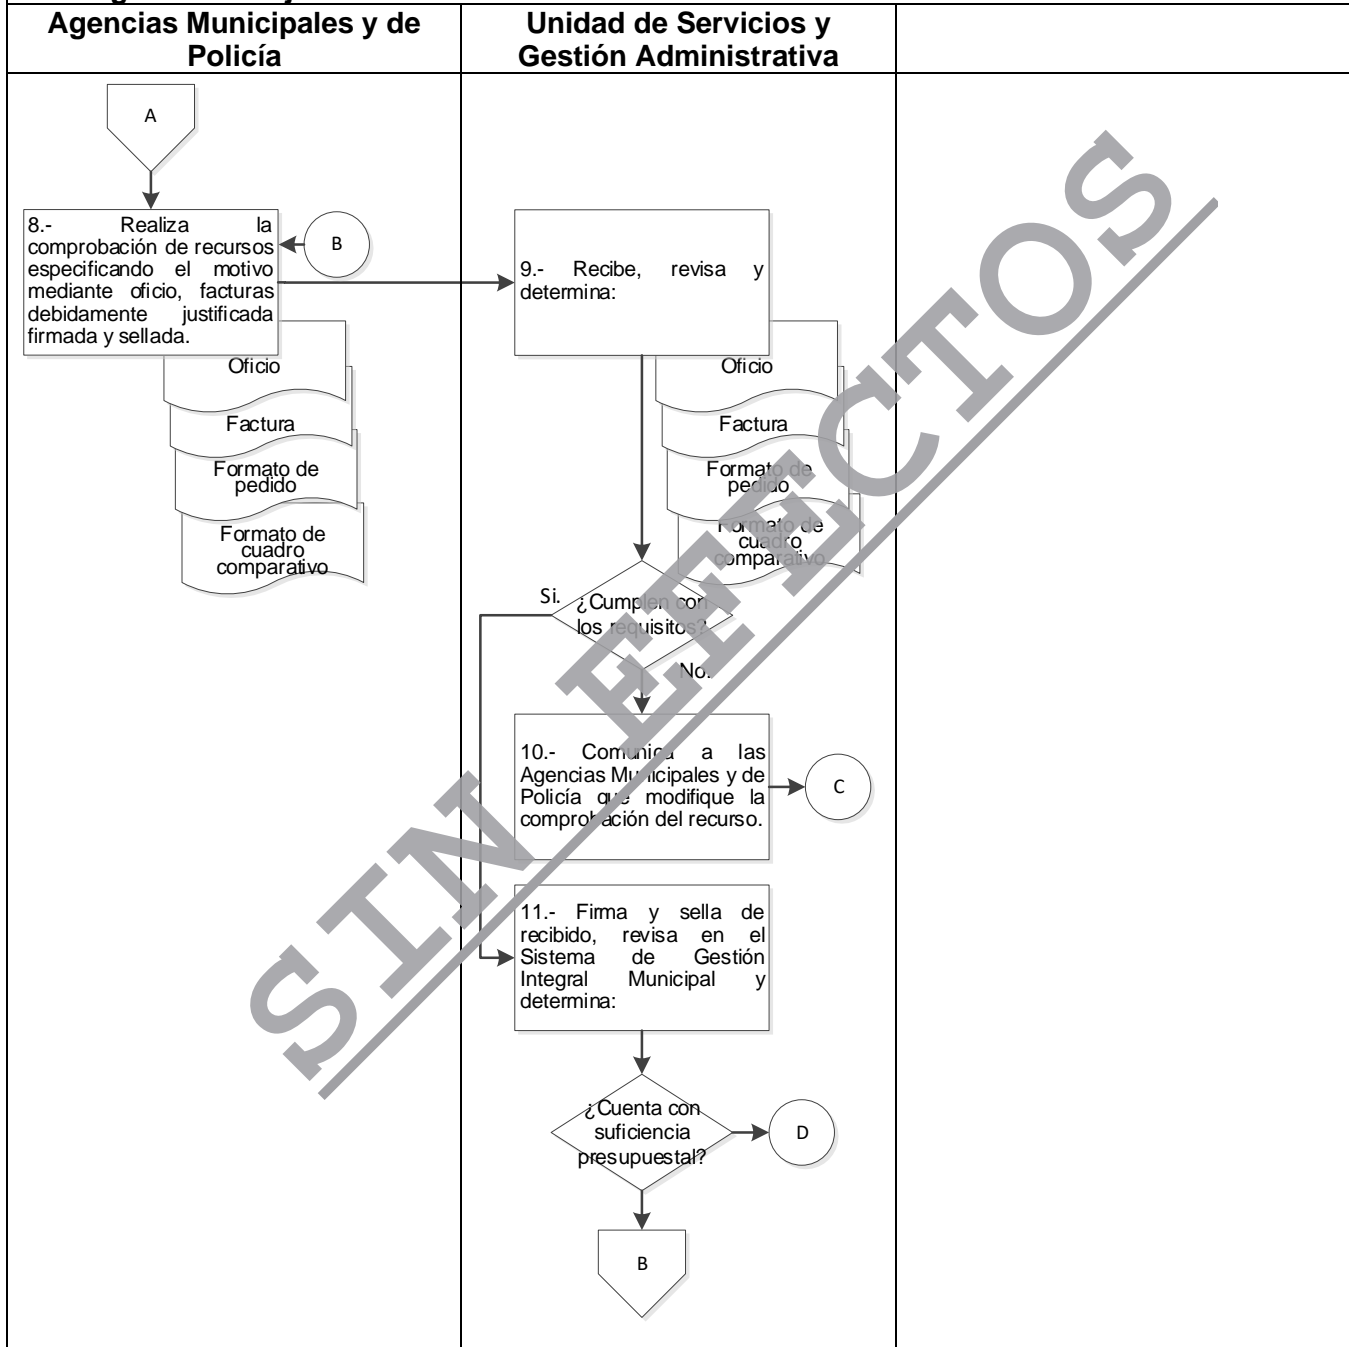 Agencias Municipales y de
Policía
Unidad de Servicios y
Gestión Administrativa
A
8.- Realiza la
comprobación de recursos
especificando el motivo
mediante oficio, facturas
debidamente justificada
firmada y sellada.
B
Oficio
Factura
Formato de
pedido
Formato de
cuadro
comparativo
9.- Recibe, revisa y
determina:
Oficio
Factura
Formato de
pedido
Formato de
cuadro
comparativo
¿Cumplen con
los requisitos?
Si.
No.
10.- Comunica a las
Agencias Municipales y de
Policía que modifique la
comprobación del recurso.
C
11.- Firma y sella de
recibido, revisa en el
Sistema de Gestión
Integral Municipal y
determina:
¿Cuenta con
suficiencia
presupuestal?
D
B
SIN EFECTOS